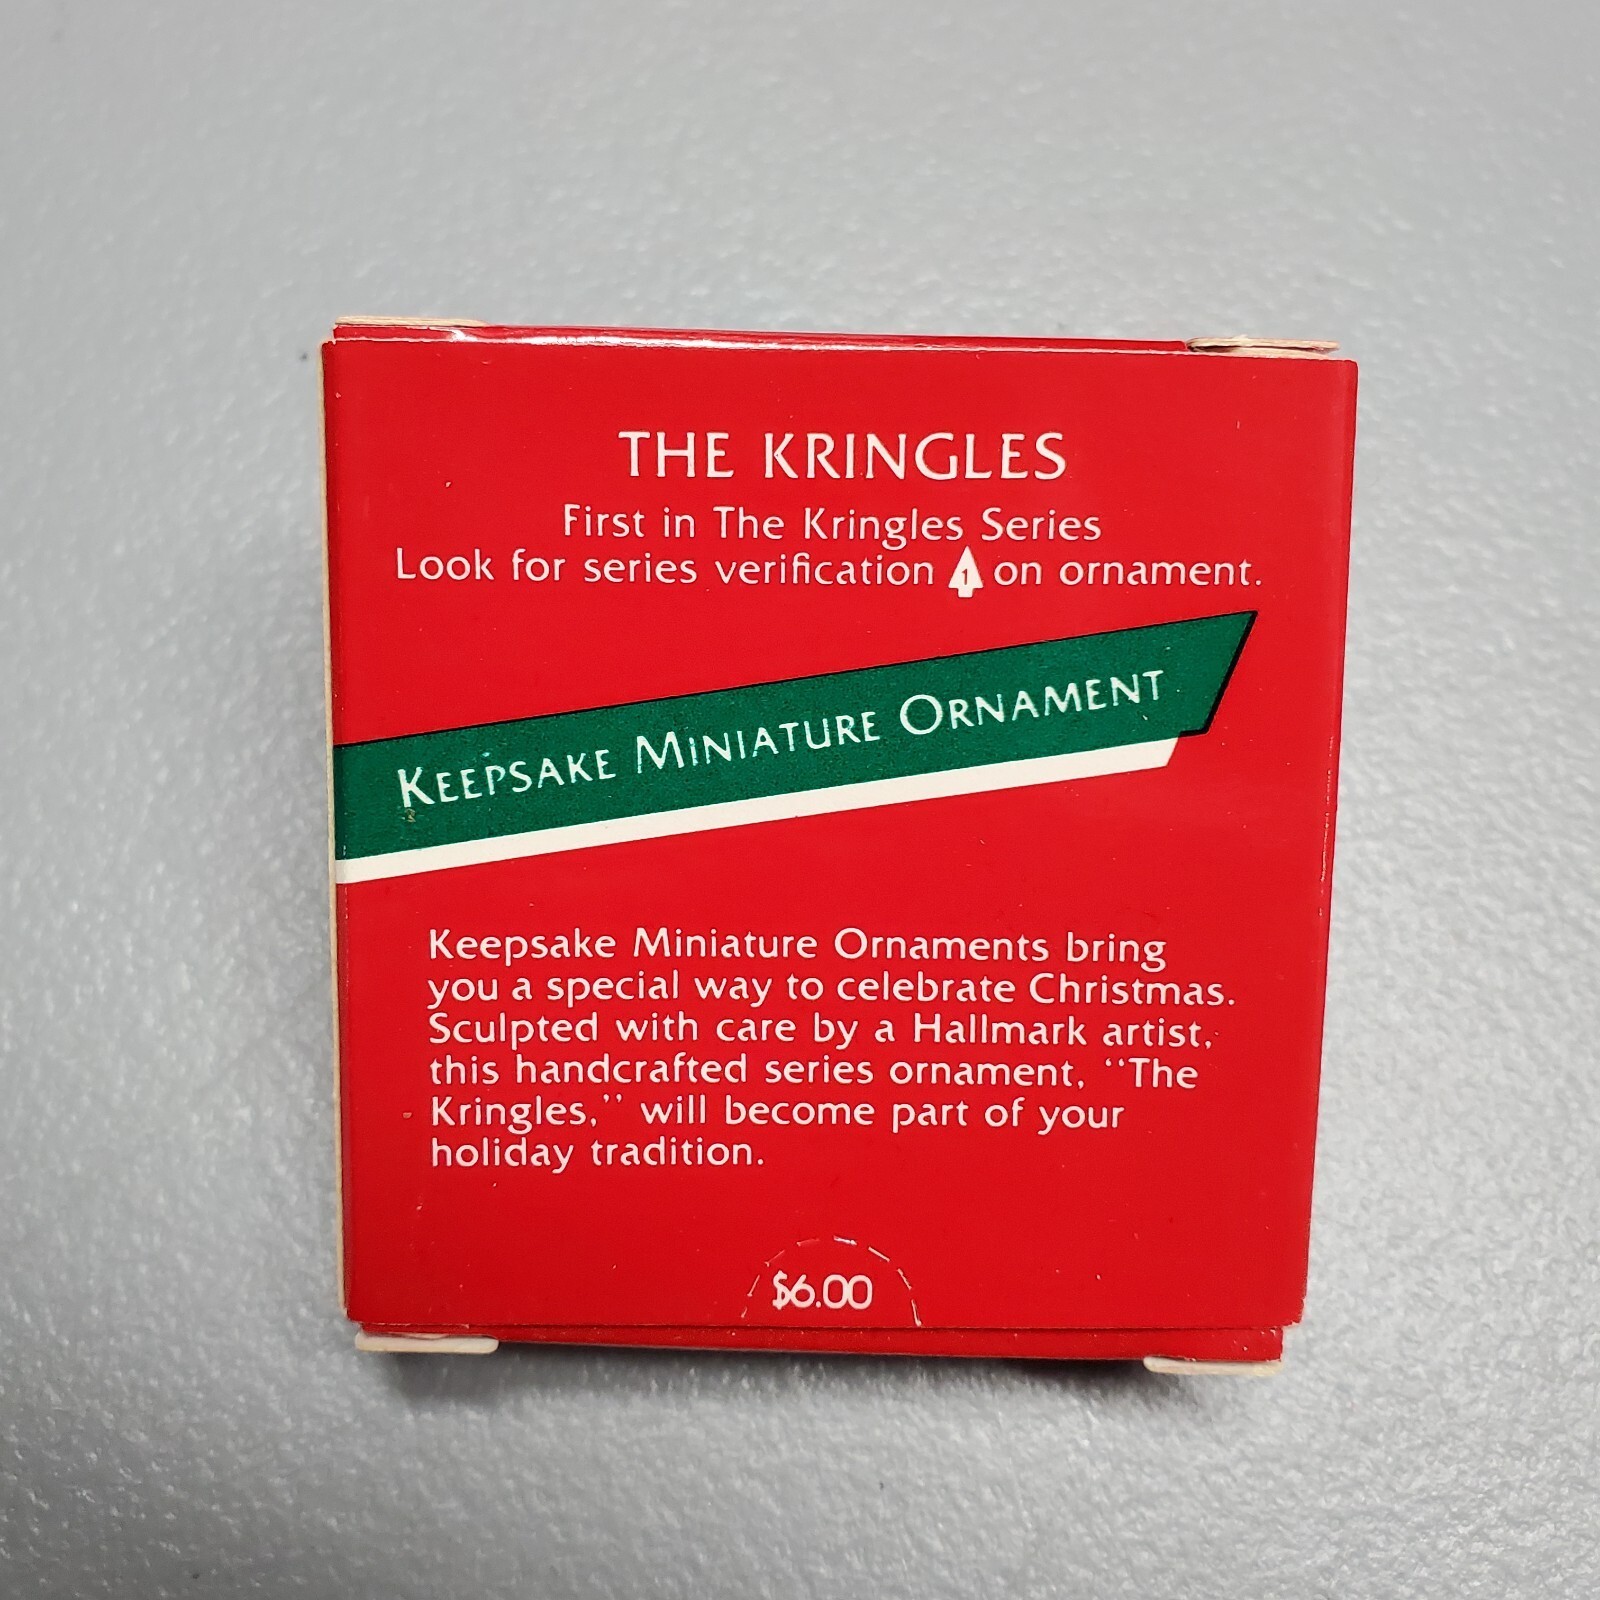 THE KRINGLES
First in The Kringles Series
Look for series verification 1 on ornament.
KEEPSAKE MINIATURE ORNAMENT
Keepsake Miniature Ornaments bring
you a special way to celebrate Christmas.
Sculpted with care by a Hallmark artist,
this handcrafted series ornament, “The
Kringles,” will become part of your
holiday tradition.
$6.00